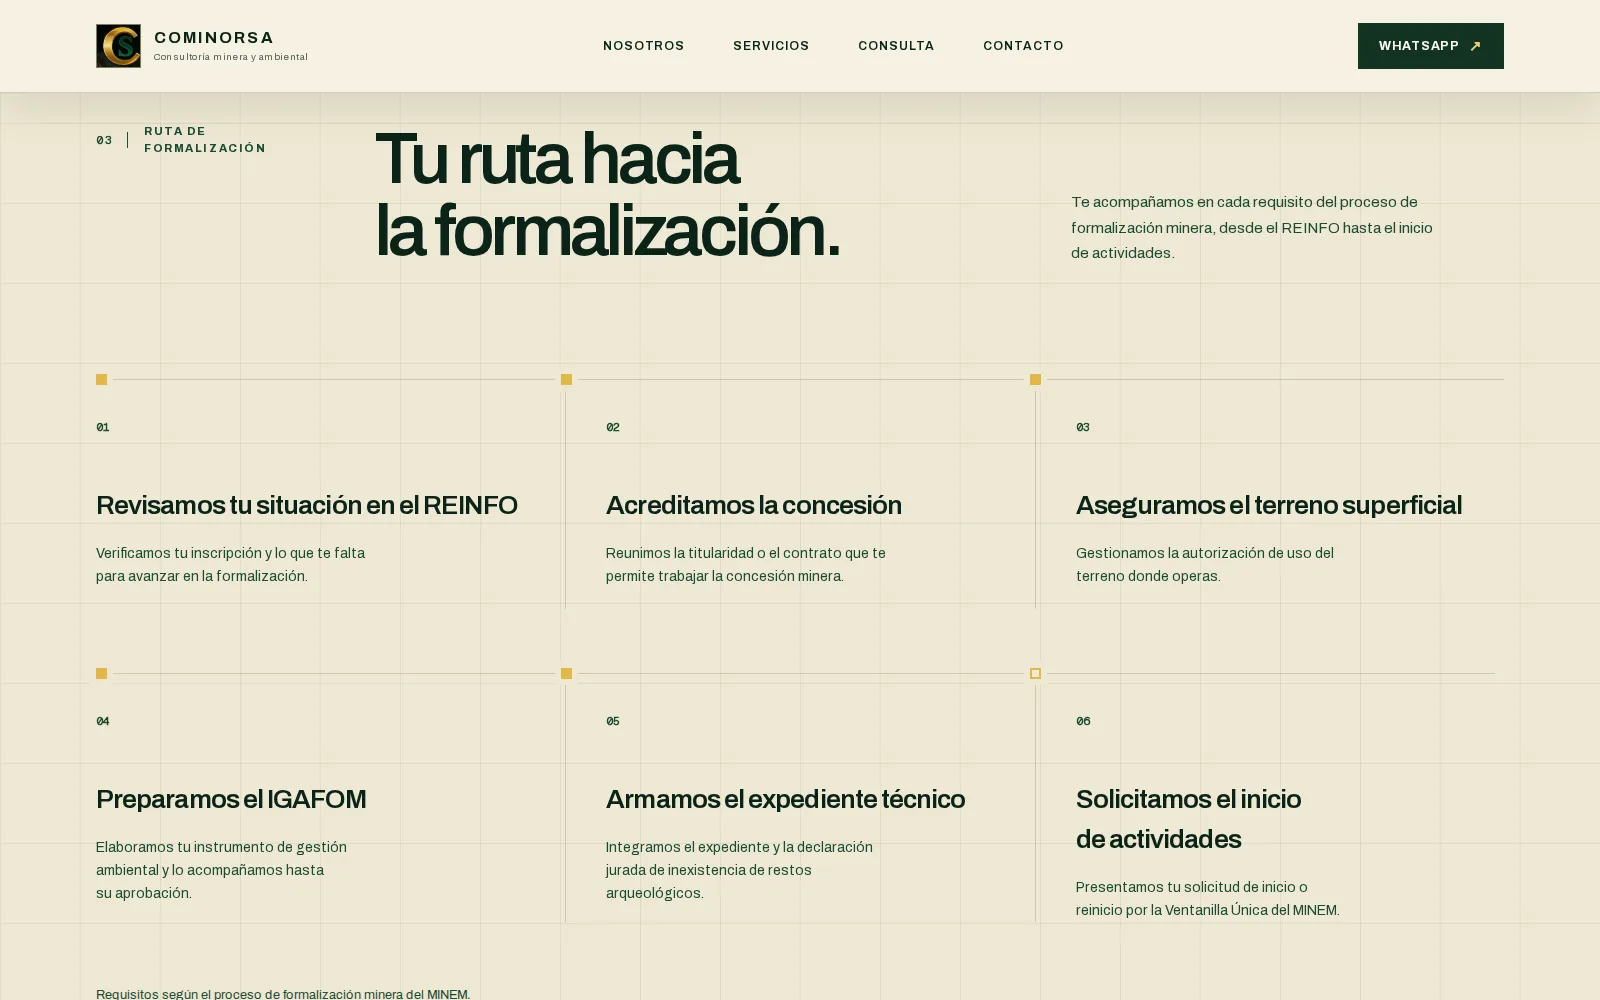 COMINORSA
Consultoría minera y ambiental
NOSOTROS
SERVICIOS
CONSULTA
CONTACTO
WHATSAPP ↗
03
RUTA DE
FORMALIZACIÓN
Tu ruta hacia
la formalización.
Te acompañamos en cada requisito del proceso de
formalización minera, desde el REINFO hasta el inicio
de actividades.
01
Revisamos tu situación en el REINFO
Verificamos tu inscripción y lo que te falta
para avanzar en la formalización.
02
Acreditamos la concesión
Reunimos la titularidad o el contrato que te
permite trabajar la concesión minera.
03
Aseguramos el terreno superficial
Gestionamos la autorización de uso del
terreno donde operas.
04
Preparamos el IGAFOM
Elaboramos tu instrumento de gestión
ambiental y lo acompañamos hasta
su aprobación.
05
Armamos el expediente técnico
Integramos el expediente y la declaración
jurada de inexistencia de restos
arqueológicos.
06
Solicitamos el inicio
de actividades
Presentamos tu solicitud de inicio o
reinicio por la Ventanilla Única del MINEM.
Requisitos según el proceso de formalización minera del MINEM.